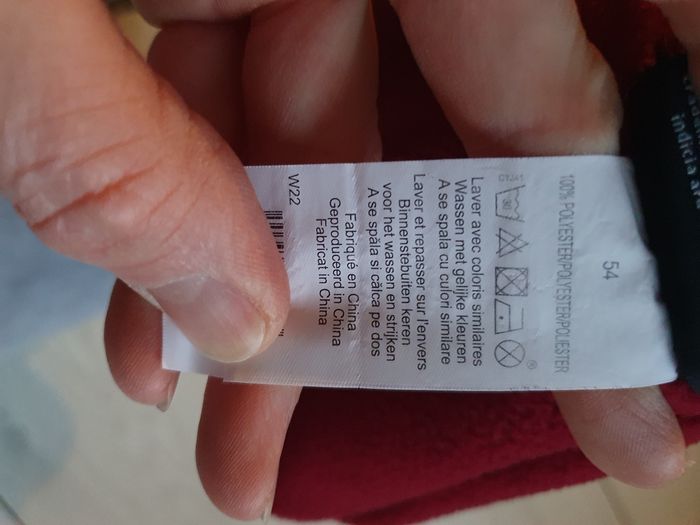 54
100% POLYESTER/POLYESTER/POLIESTER
30
Laver avec coloris similaires
Wassen met gelijke kleuren
A se spala cu culori similare
Laver et repasser sur l'envers
Binnenstebuiten keren
voor het wassen en strijken
A se spăla si călca pe dos
Fabriqué en China
Geproduceerd in China
Fabricat in China
W22